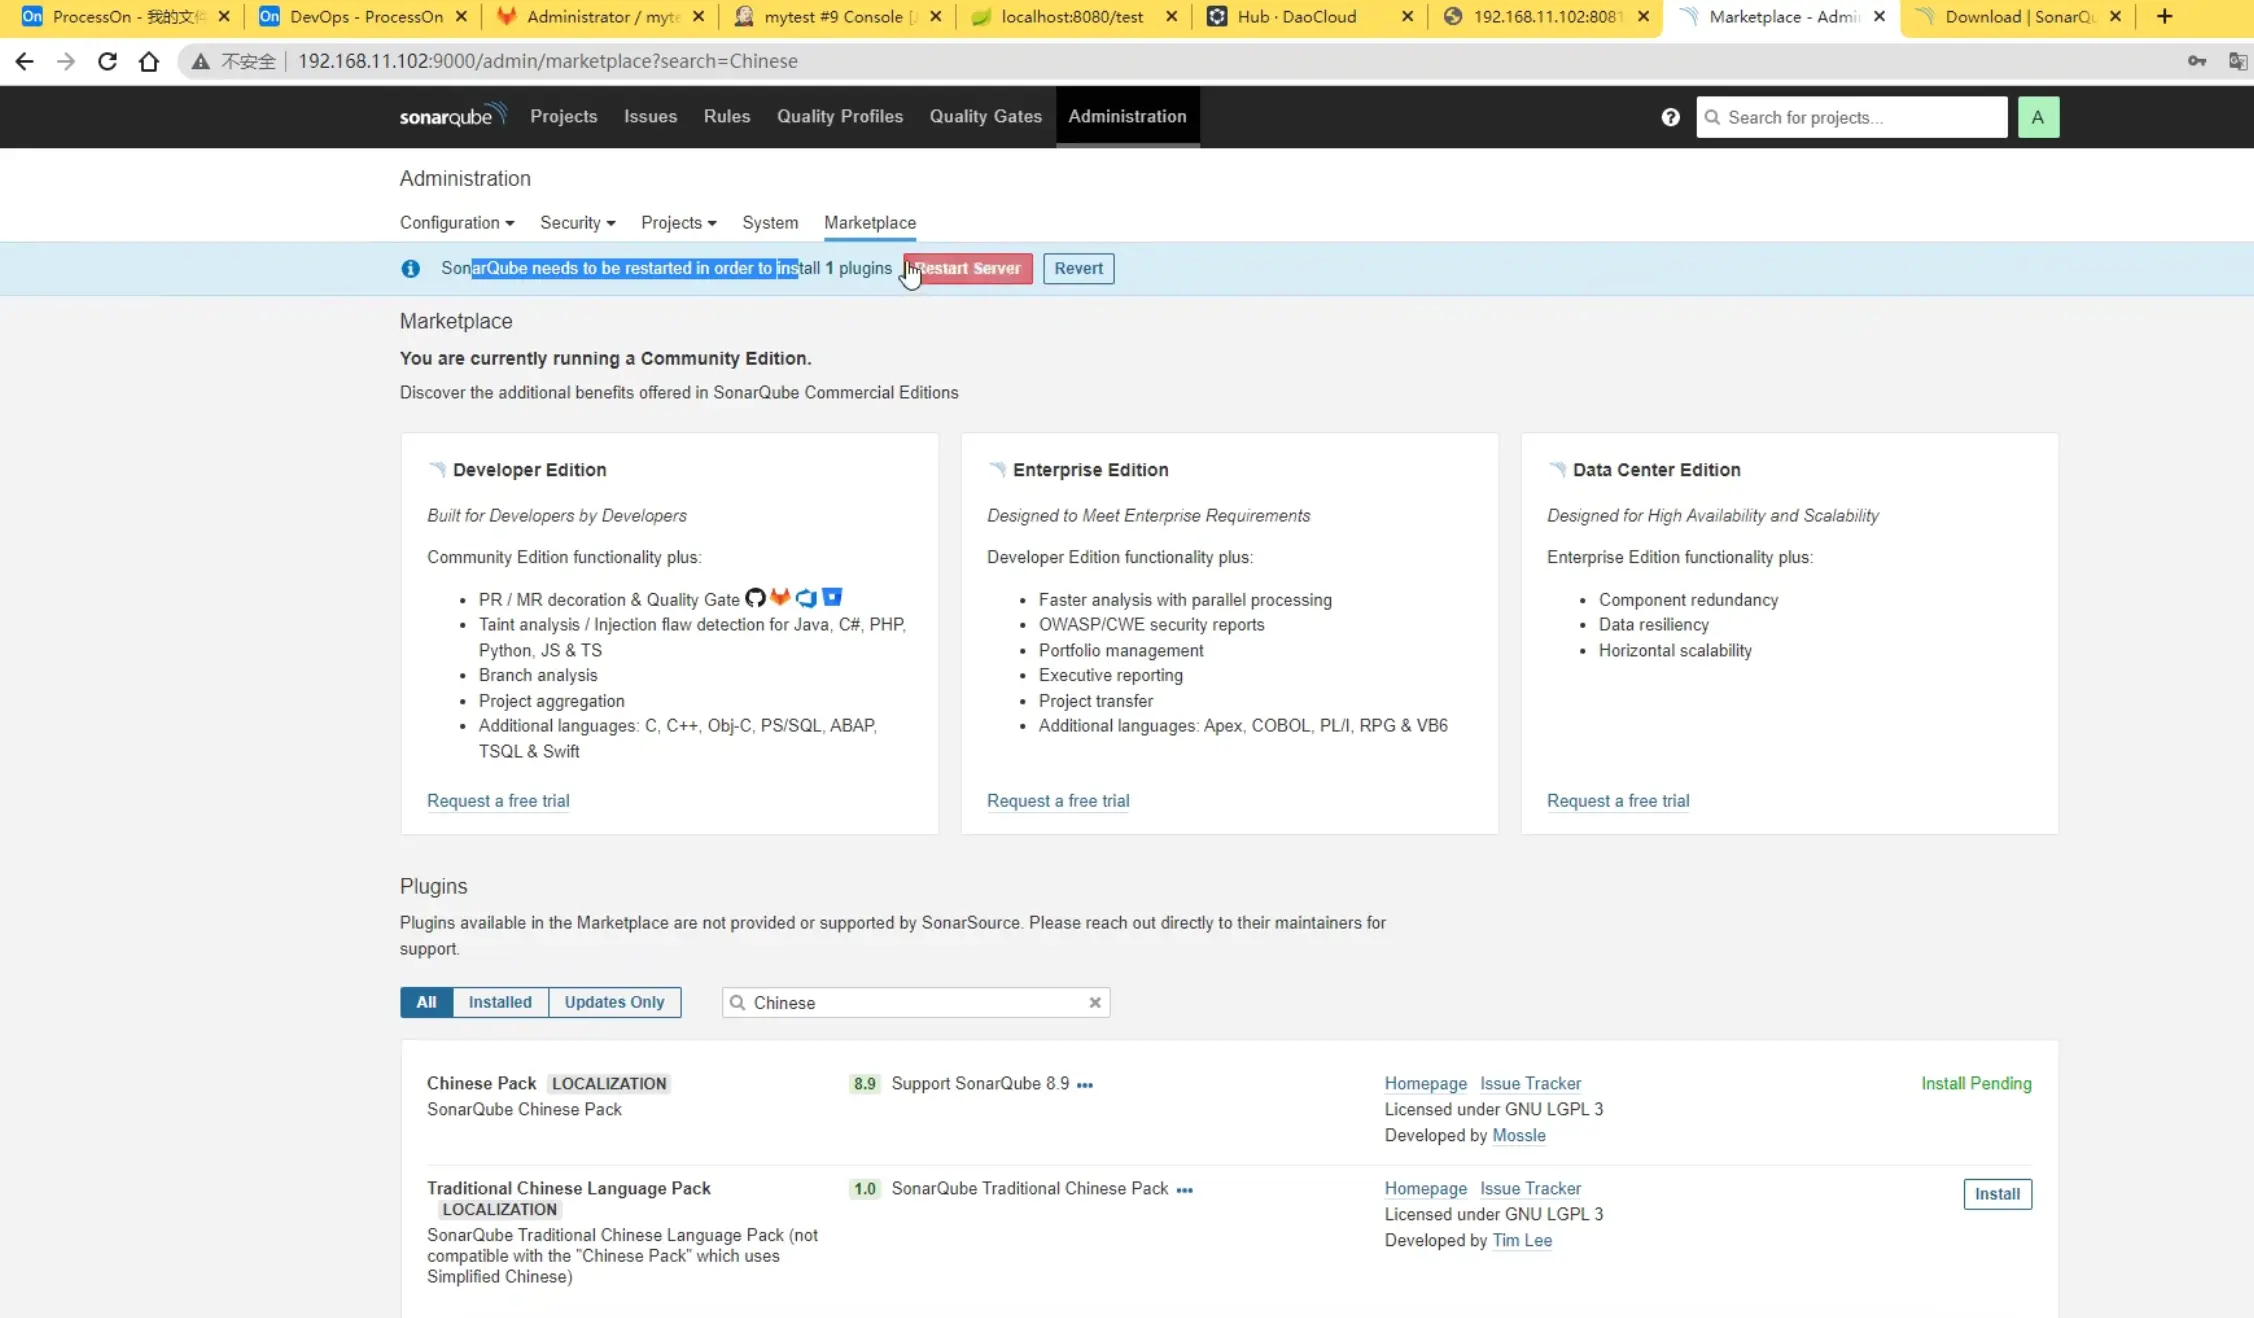 ProcessOn - 我的文件
DevOps - ProcessOn
Administrator / myte
mytest #9 Console [
localhost:8080/test
Hub · DaoCloud
192.168.11.102:8081
Marketplace - Admi
Download | SonarQu
不安全 192.168.11.102:9000/admin/marketplace?search=Chinese
sonarqube Projects Issues Rules Quality Profiles Quality Gates Administration Search for projects... A
Administration
Configuration Security Projects System Marketplace
SonarQube needs to be restarted in order to install 1 plugins Restart Server Revert
Marketplace
You are currently running a Community Edition.
Discover the additional benefits offered in SonarQube Commercial Editions
Developer Edition
Built for Developers by Developers
Community Edition functionality plus:
PR / MR decoration & Quality Gate
Taint analysis / Injection flaw detection for Java, C#, PHP,
Python, JS & TS
Branch analysis
Project aggregation
Additional languages: C, C++, Obj-C, PS/SQL, ABAP,
TSQL & Swift
Request a free trial
Enterprise Edition
Designed to Meet Enterprise Requirements
Developer Edition functionality plus:
Faster analysis with parallel processing
OWASP/CWE security reports
Portfolio management
Executive reporting
Project transfer
Additional languages: Apex, COBOL, PL/I, RPG & VB6
Request a free trial
Data Center Edition
Designed for High Availability and Scalability
Enterprise Edition functionality plus:
Component redundancy
Data resiliency
Horizontal scalability
Request a free trial
Plugins
Plugins available in the Marketplace are not provided or supported by SonarSource. Please reach out directly to their maintainers for
support.
All Installed Updates Only Chinese
Chinese Pack LOCALIZATION
SonarQube Chinese Pack
8.9 Support SonarQube 8.9
Homepage Issue Tracker
Licensed under GNU LGPL 3
Developed by Mossle
Install Pending
Traditional Chinese Language Pack
LOCALIZATION
SonarQube Traditional Chinese Language Pack (not
compatible with the "Chinese Pack" which uses
Simplified Chinese)
1.0 SonarQube Traditional Chinese Pack
Homepage Issue Tracker
Licensed under GNU LGPL 3
Developed by Tim Lee
Install